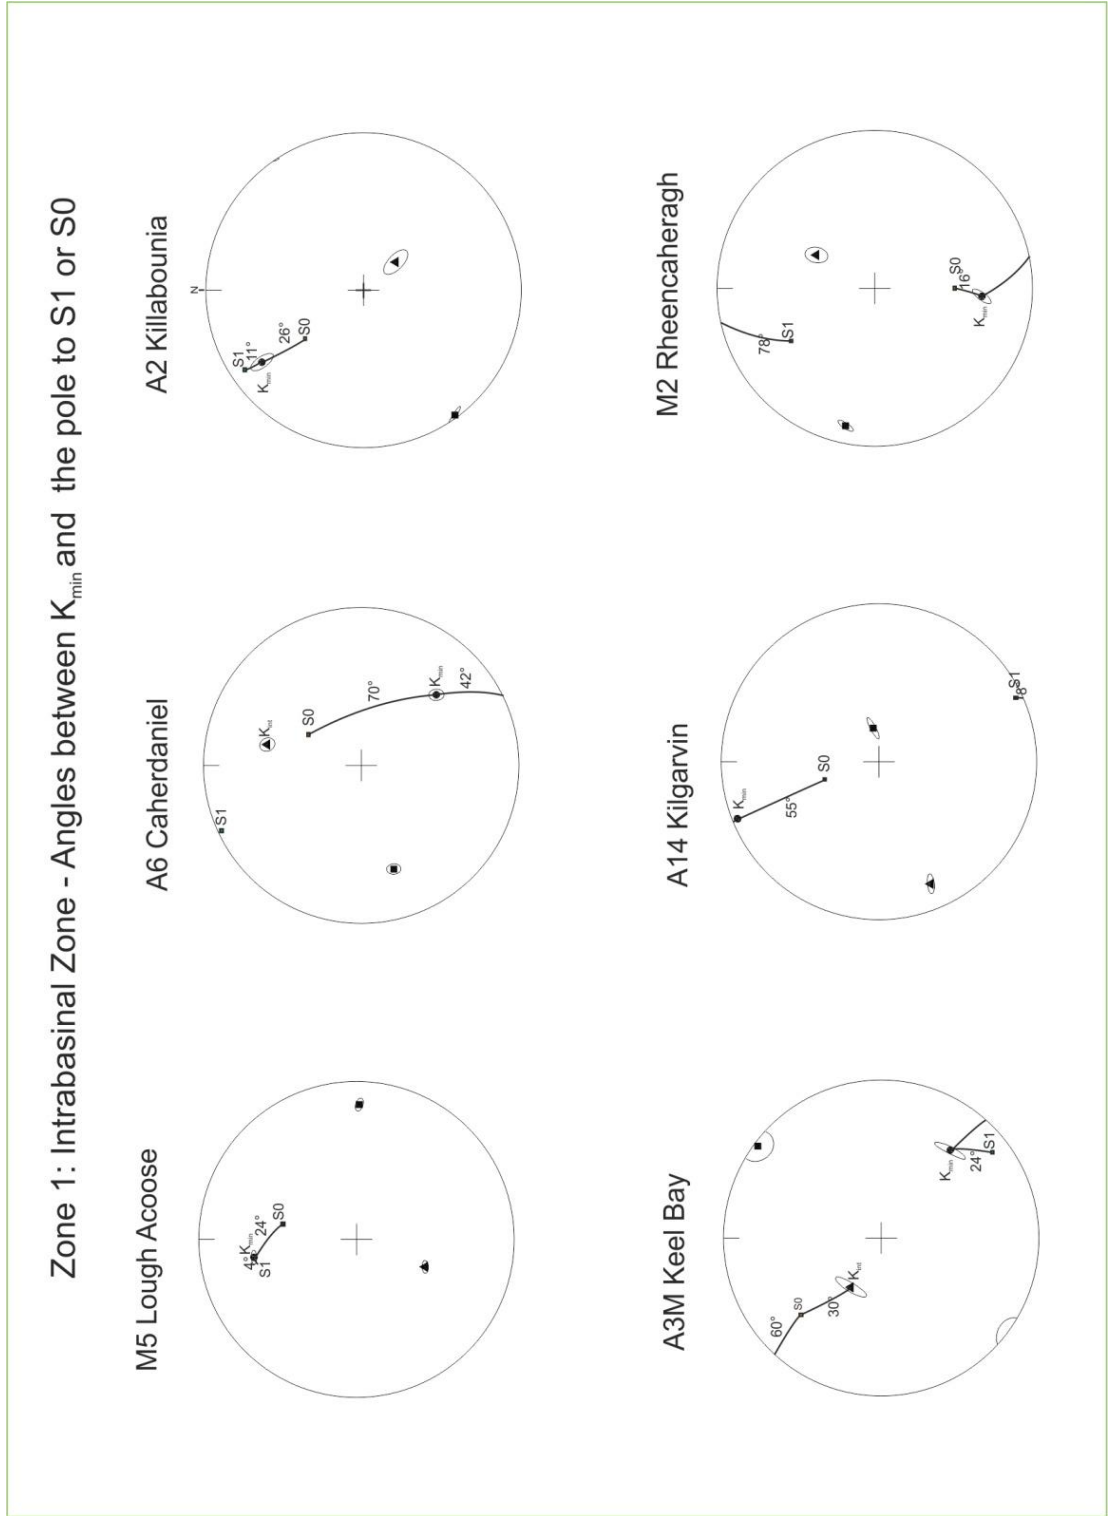 Zone 1: Intrabasinal Zone - Angles between Kmin and the pole to S1 or S0
M5 Lough Acoose
4°
Kmin
S1
24°
S0
A6 Caherdaniel
S1
Kint
S0
70°
Kmin
42°
A2 Killabounia
N
S1
11°
Kmin
26°
S0
A3M Keel Bay
60°
S0
30°
Kint
Kmin
24°
S1
A14 Kilgarvin
Kmin
55°
S0
S1
8°
M2 Rheencaheragh
78°
S1
S0
16°
Kmin